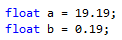 float a = 19.19;
float b = 0.19;